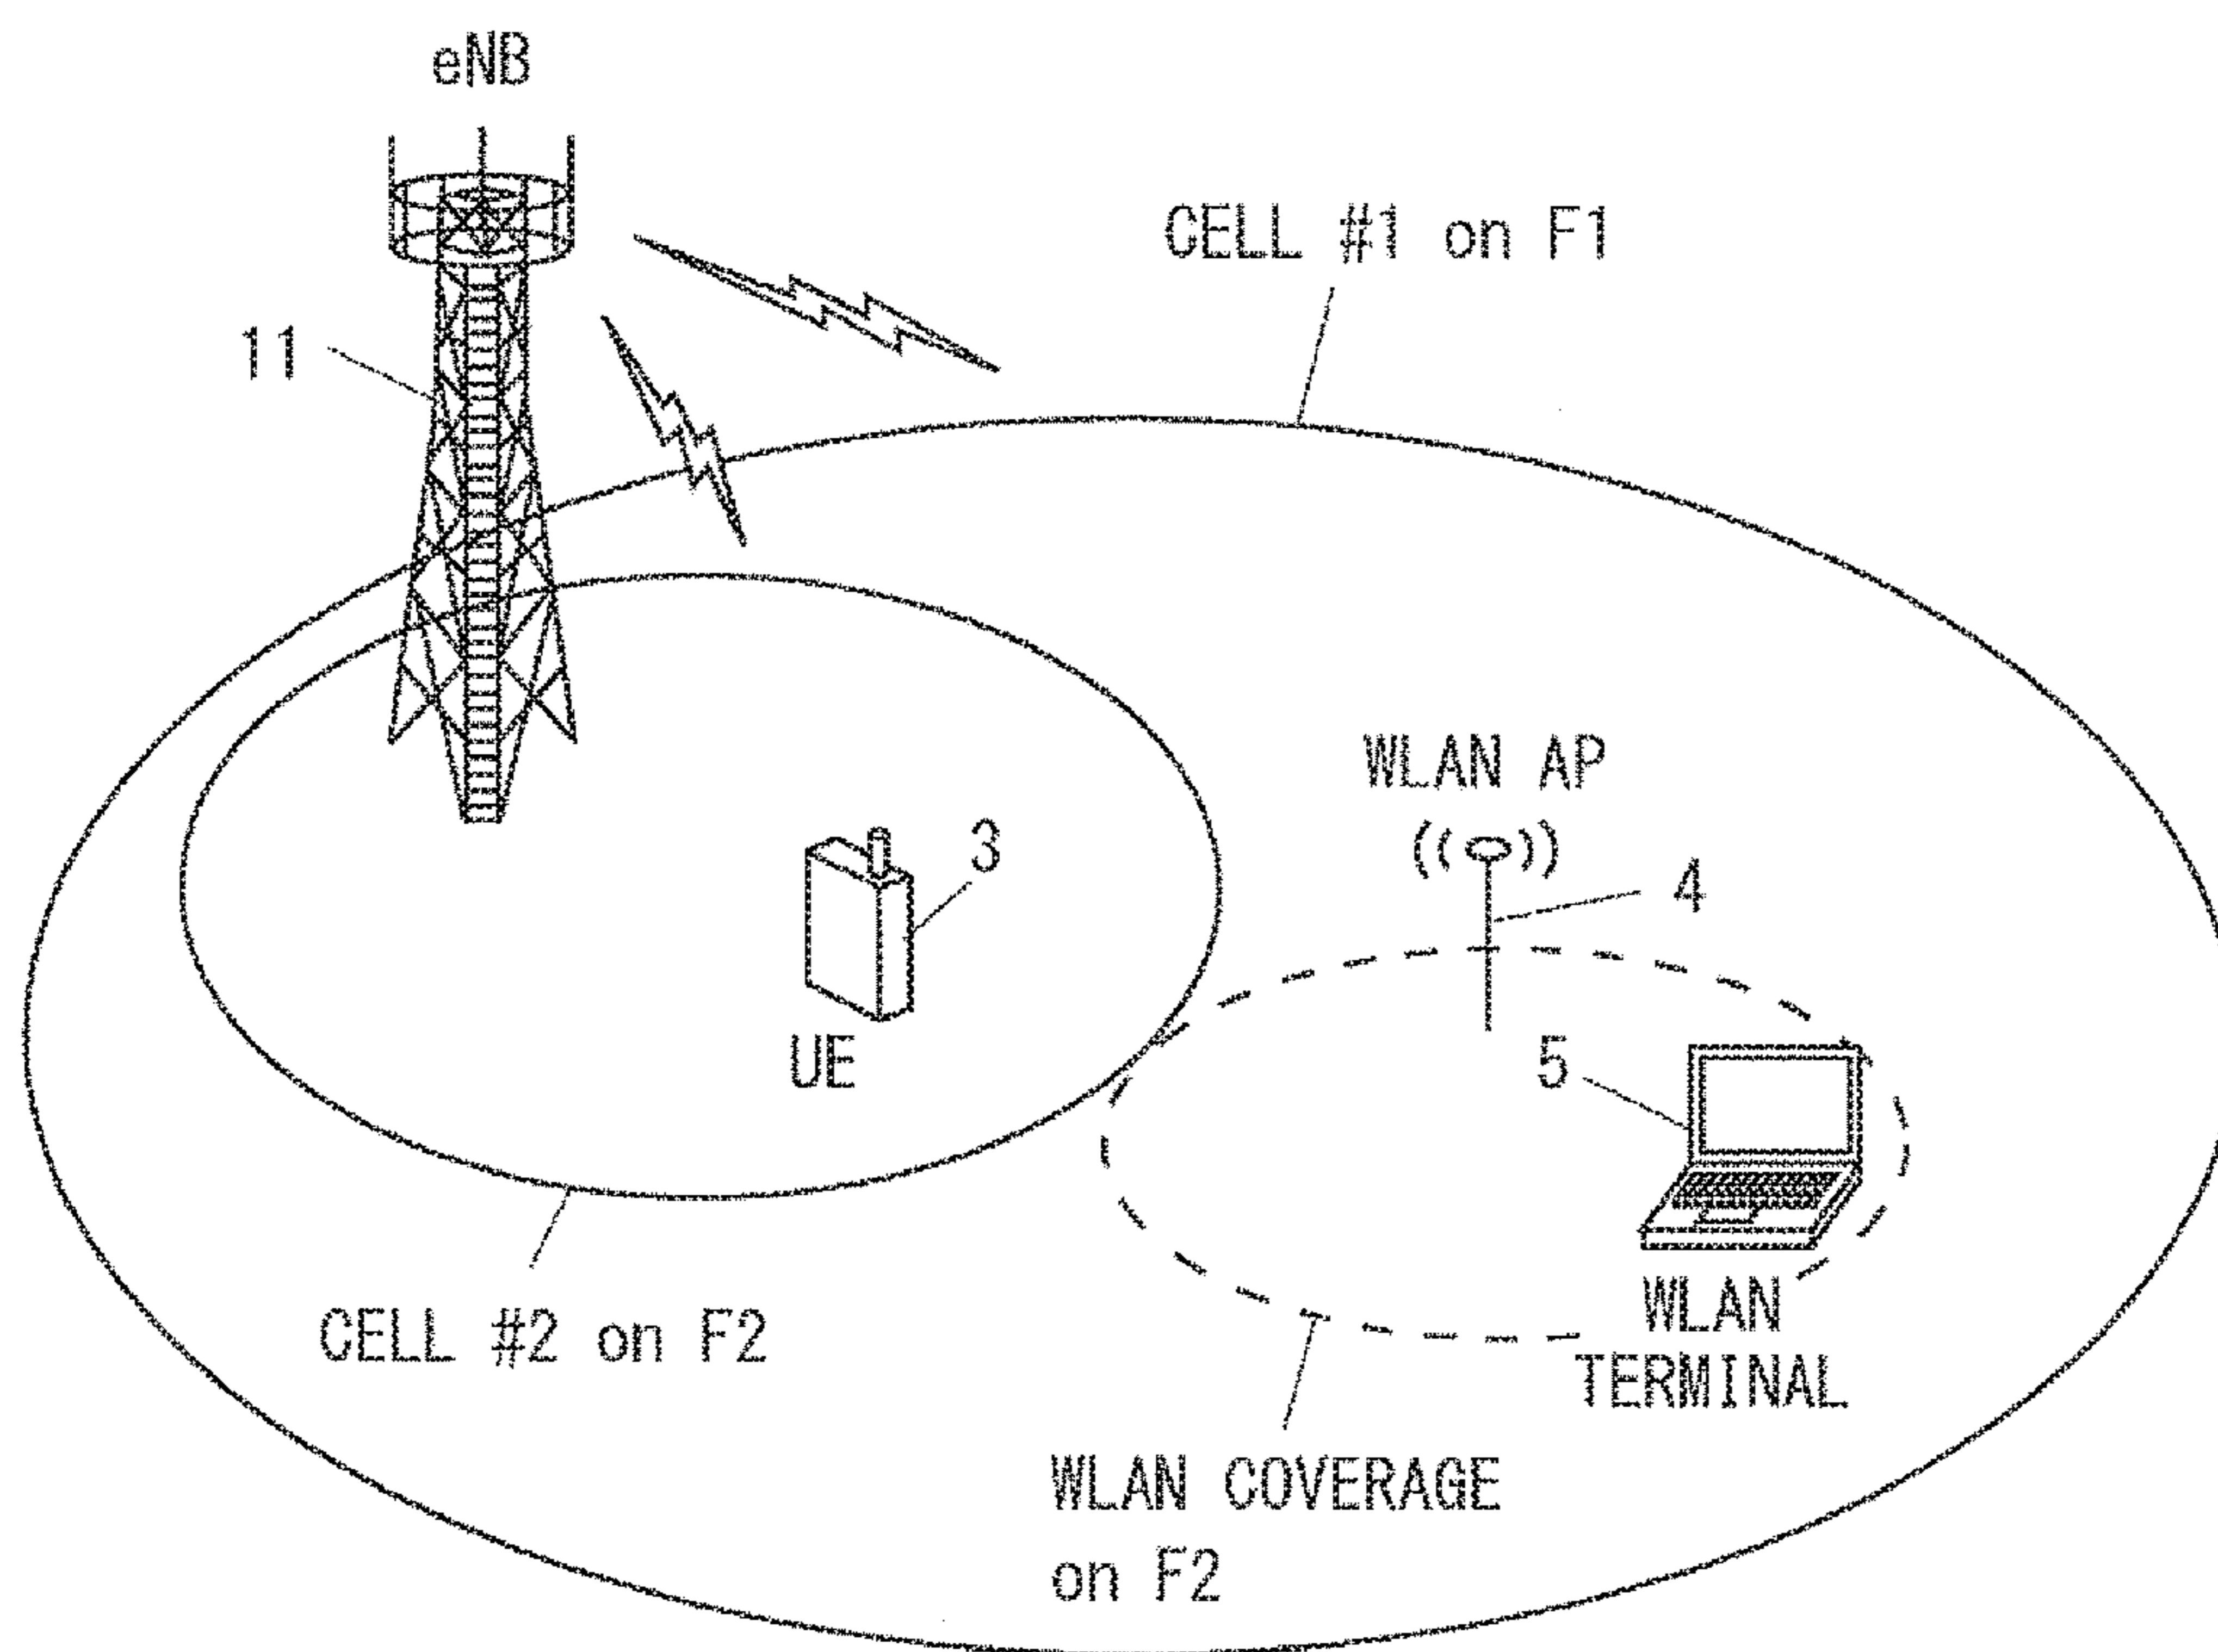 eNB
CELL #1 on F1
11
WLAN AP
3
4
UE
5
CELL #2 on F2
WLAN
TERMINAL
WLAN COVERAGE
on F2